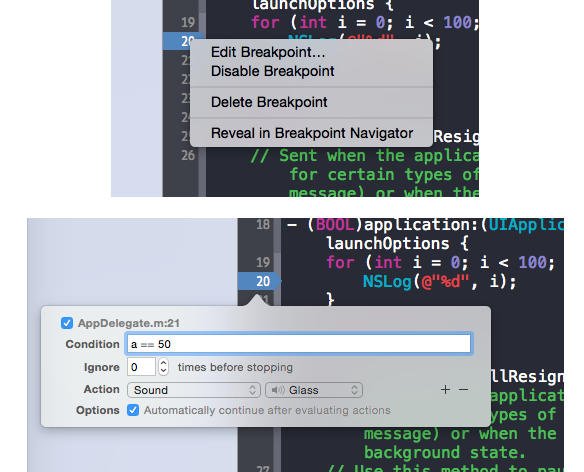 launchOptions {
19 for (int i = 0; i < 100;
20
Edit Breakpoint...
Disable Breakpoint
Delete Breakpoint
Reveal in Breakpoint Navigator
26 // Sent when the applica
for certain types of
message) or when the
18 – (BOOL)application:(UIApplic
launchOptions {
19 for (int i = 0; i < 100;
20 NSLog(@"%d", i);
}
AppDelegate.m:21
Condition a == 50
Ignore 0 times before stopping
Action Sound Glass + −
Options Automatically continue after evaluating actions
llResign
applicat
ypes of
message) or when the
background state.
27 // Use this method to pau